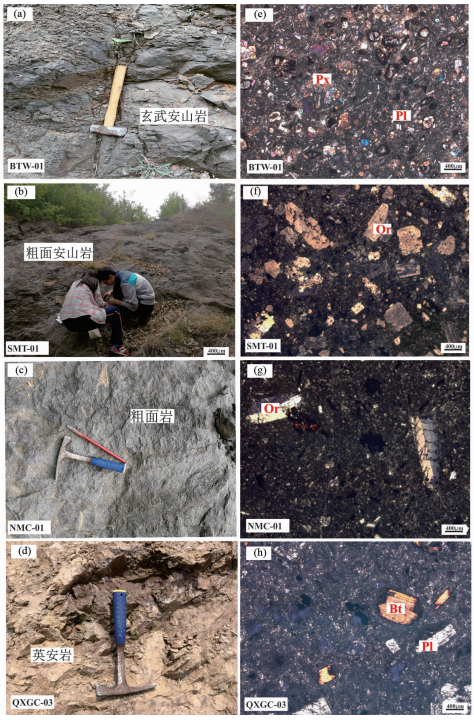 (a)
玄武安山岩
BTW-01
(e)
Px
Pl
BTW-01
400μm
(b)
粗面安山岩
SMT-01
400μm
(f)
Or
SMT-01
400μm
(c)
粗面岩
NMC-01
(g)
Or
NMC-01
400μm
(d)
英安岩
QXGC-03
(h)
Bt
Pl
QXGC-03
400μm